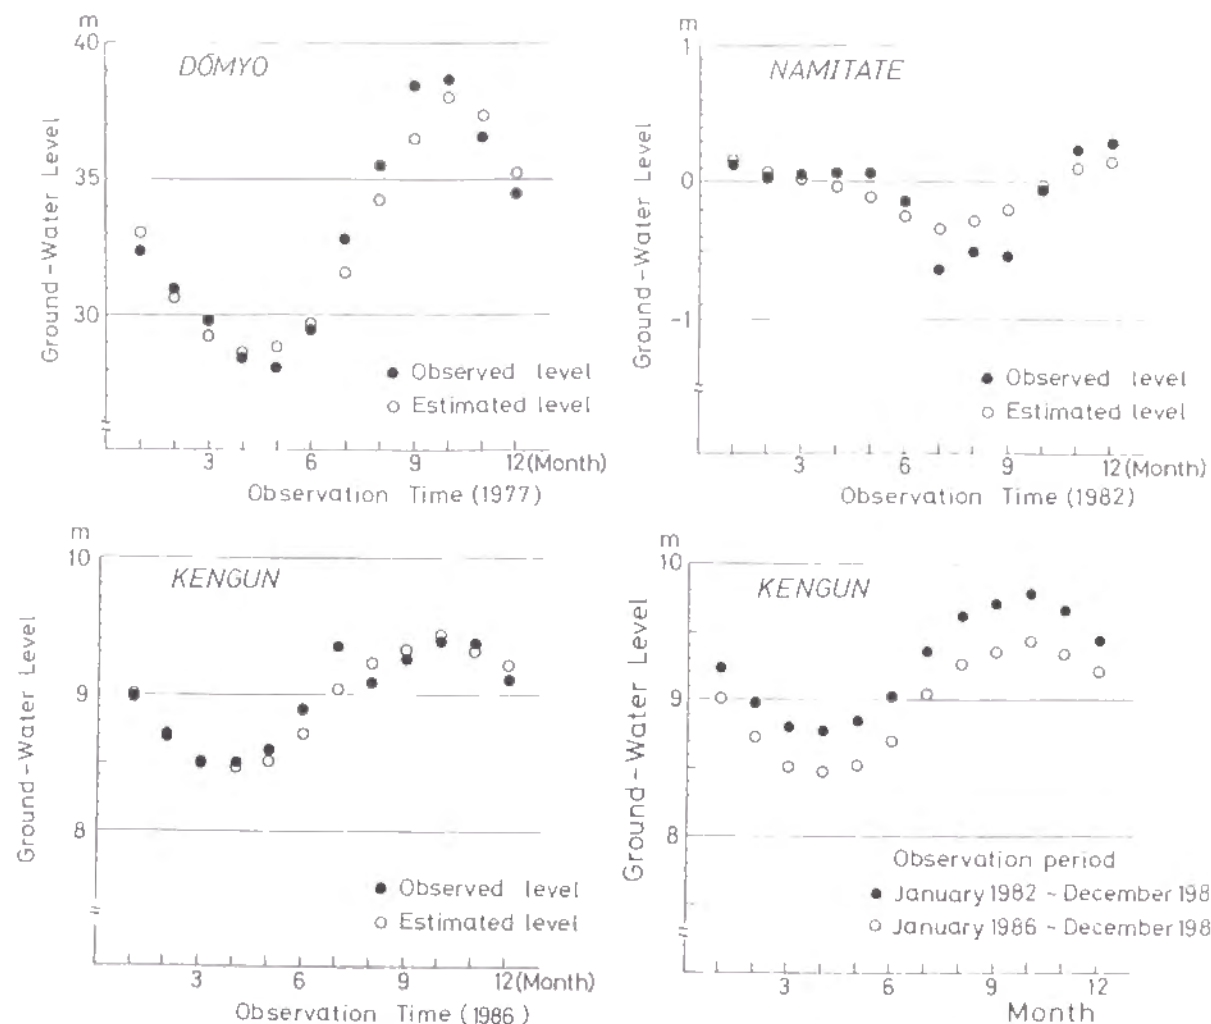 m
40
DŌMYO
35
30
Ground-Water Level
● Observed level
○ Estimated level
3 6 9 12(Month)
Observation Time (1977)
m
1
NAMITATE
0
-1
Ground-Water Level
● Observed level
○ Estimated level
3 6 9 12(Month)
Observation Time (1982)
m
10
KENGUN
9
8
Ground-Water Level
● Observed level
○ Estimated level
3 6 9 12(Month)
Observation Time (1986)
m
10
KENGUN
9
8
Ground-Water Level
Observation period
● January 1982 ~ December 198
○ January 1986 ~ December 198
3 6 9 12
Month